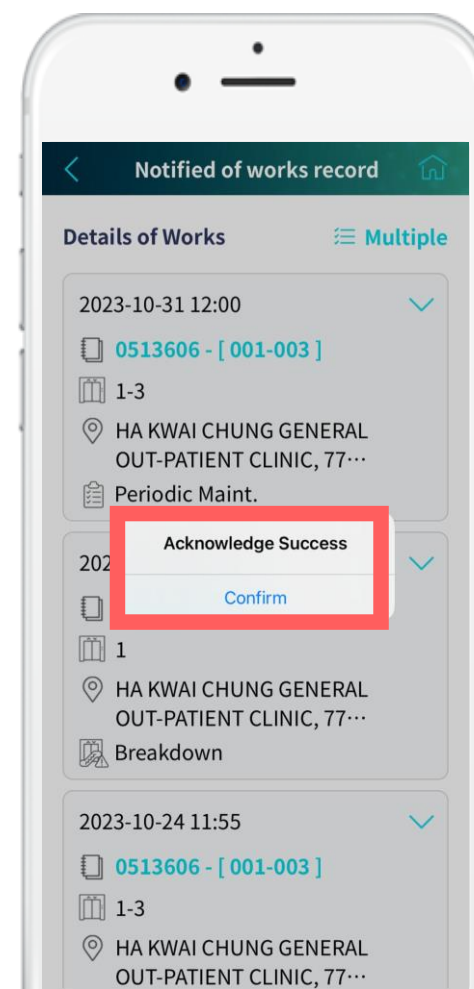 Notified of works record
Details of Works
Multiple
2023-10-31 12:00
0513606 - [ 001-003 ]
1-3
HA KWAI CHUNG GENERAL
OUT-PATIENT CLINIC, 77⋯
Periodic Maint.
Acknowledge Success
Confirm
202
1
HA KWAI CHUNG GENERAL
OUT-PATIENT CLINIC, 77⋯
Breakdown
2023-10-24 11:55
0513606 - [ 001-003 ]
1-3
HA KWAI CHUNG GENERAL
OUT-PATIENT CLINIC, 77⋯